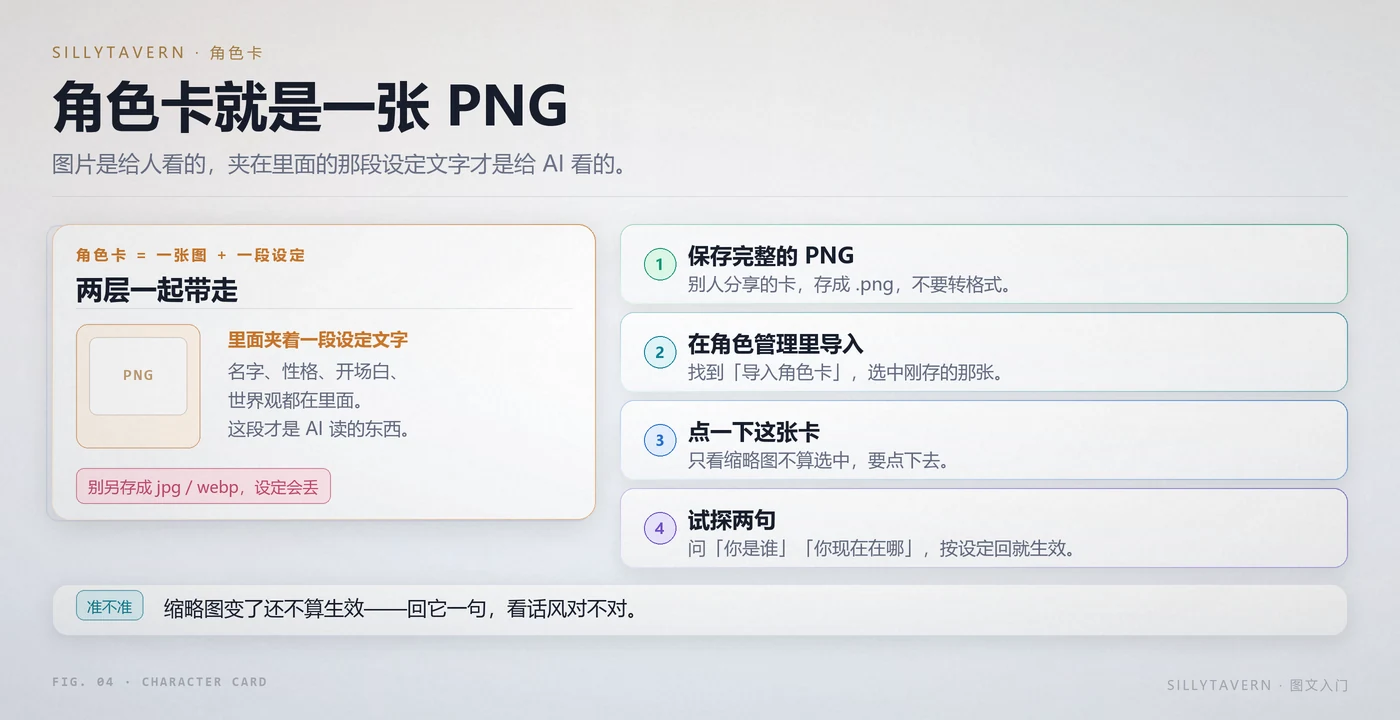 SILLYTAVERN · 角色卡
角色卡就是一张 PNG
图片是给人看的，夹在里面的那段设定文字才是给 AI 看的。
角色卡 = 一张图 + 一段设定
两层一起带走
PNG
里面夹着一段设定文字
名字、性格、开场白、
世界观都在里面。
这段才是 AI 读的东西。
别另存成 jpg / webp，设定会丢
1
保存完整的 PNG
别人分享的卡，存成 .png，不要转格式。
2
在角色管理里导入
找到「导入角色卡」，选中刚存的那张。
3
点一下这张卡
只看缩略图不算选中，要点下去。
4
试探两句
问「你是谁」「你现在在哪」，按设定回就生效。
准不准
缩略图变了还不算生效——回它一句，看话风对不对。
FIG. 04 · CHARACTER CARD
SILLYTAVERN · 图文入门